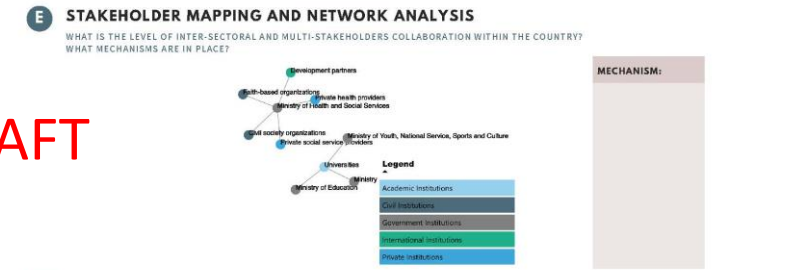 E STAKEHOLDER MAPPING AND NETWORK ANALYSIS
WHAT IS THE LEVEL OF INTER-SECTORAL AND MULTI-STAKEHOLDERS COLLABORATION WITHIN THE COUNTRY?
WHAT MECHANISMS ARE IN PLACE?
MECHANISM:
Development partners
Faith-based organizations
Private health providers
Ministry of Health and Social Services
AFT
Civil society organizations
Ministry of Youth, National Service, Sports and Culture
Private social service providers
Universities
Legend
Ministry
Ministry of Education
Academic Institutions
Civil Institutions
Government Institutions
International Institutions
Private Institutions